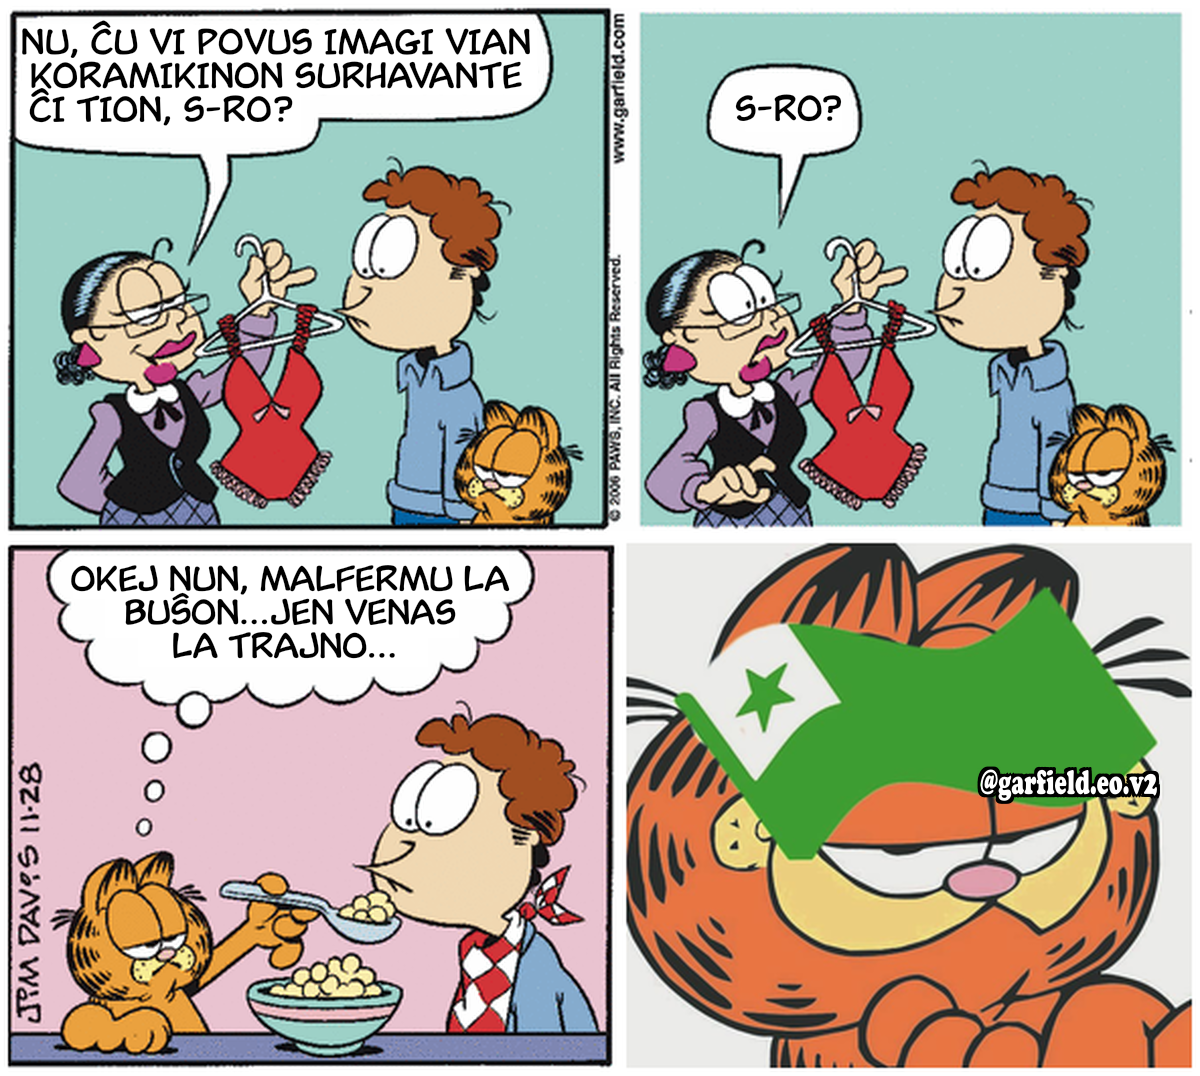 NU, ĈU VI POVUS IMAGI VIAN
KORAMIKINON SURHAVANTE
ĈI TION, S-RO?
www.garfield.com
© 2006 PAWS, INC. All Rights Reserved.
S-RO?
OKEJ NUN, MALFERMU LA
BUŜON...JEN VENAS
LA TRAJNO...
JIM DAVIS 11·28
@garfield.eo.v2